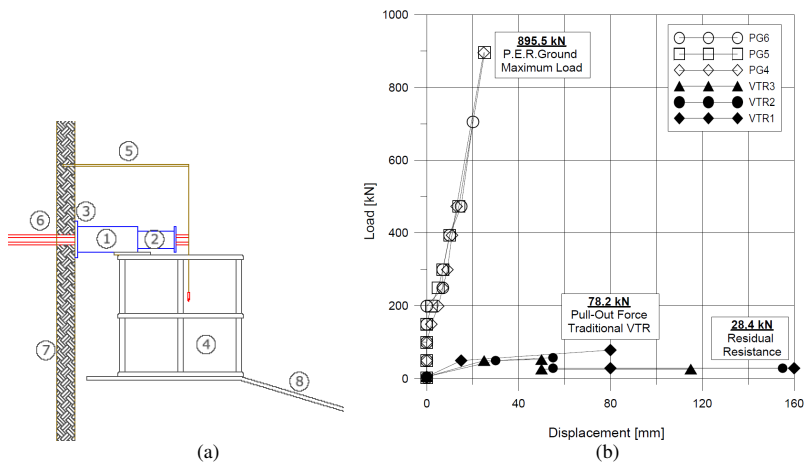 5
6
3
1
2
4
7
8
(a)
1000
800
600
400
200
0
Load [kN]
0
40
80
120
160
Displacement [mm]
895.5 kN
P.E.R.Ground
Maximum Load
PG6
PG5
PG4
VTR3
VTR2
VTR1
78.2 kN
Pull-Out Force
Traditional VTR
28.4 kN
Residual
Resistance
(b)